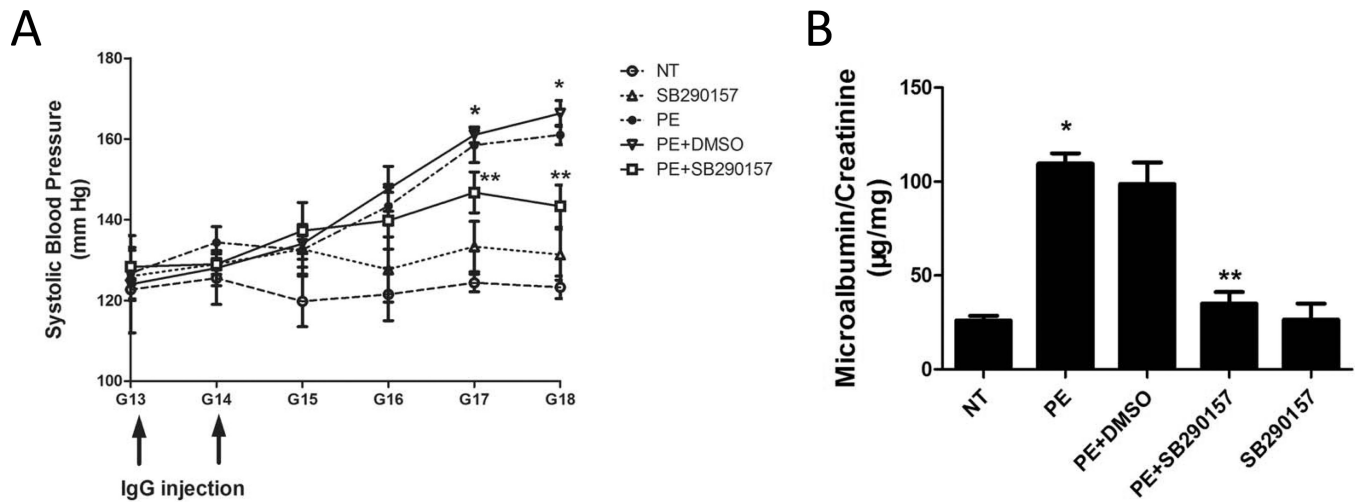 A
Systolic Blood Pressure
(mm Hg)
180
160
140
120
100
G13
G14
G15
G16
G17
G18
*
*
**
**
IgG injection
NT
SB290157
PE
PE+DMSO
PE+SB290157
B
Microalbumin/Creatinine
(µg/mg)
150
100
50
0
*
**
NT
PE
PE+DMSO
PE+SB290157
SB290157